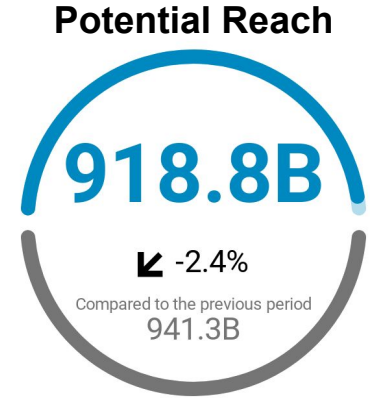 Potential Reach
918.8B
-2.4%
Compared to the previous period
941.3B